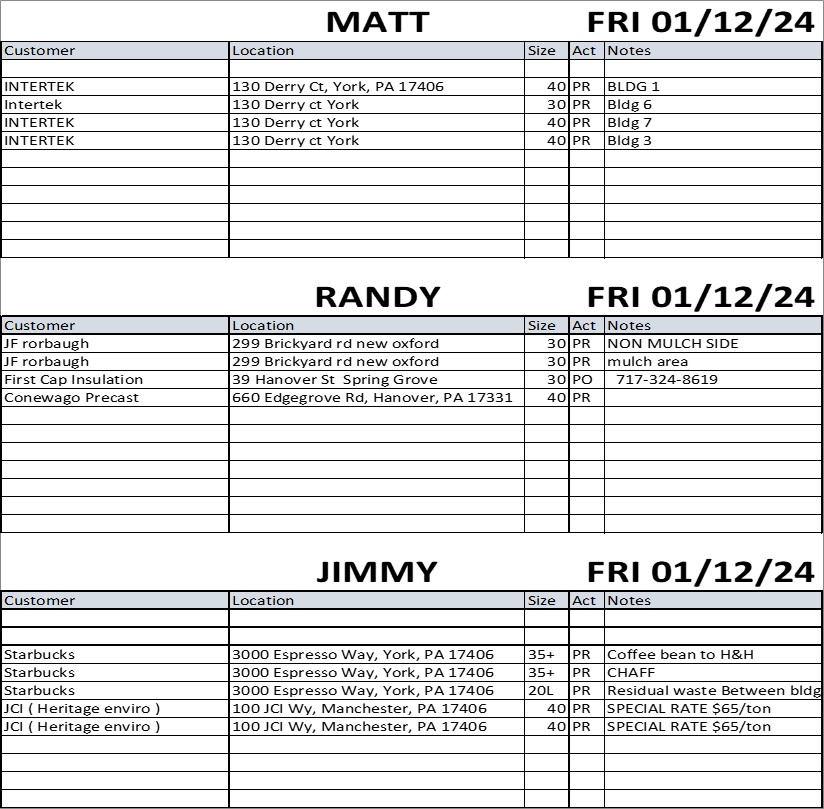 MATT FRI 01/12/24
Customer Location Size Act Notes
INTERTEK 130 Derry Ct, York, PA 17406 40 PR BLDG 1
Intertek 130 Derry ct York 30 PR Bldg 6
INTERTEK 130 Derry ct York 40 PR Bldg 7
INTERTEK 130 Derry ct York 40 PR Bldg 3
RANDY FRI 01/12/24
Customer Location Size Act Notes
JF rorbaugh 299 Brickyard rd new oxford 30 PR NON MULCH SIDE
JF rorbaugh 299 Brickyard rd new oxford 30 PR mulch area
First Cap Insulation 39 Hanover St Spring Grove 30 PO 717-324-8619
Conewago Precast 660 Edgegrove Rd, Hanover, PA 17331 40 PR
JIMMY FRI 01/12/24
Customer Location Size Act Notes
Starbucks 3000 Espresso Way, York, PA 17406 35+ PR Coffee bean to H&H
Starbucks 3000 Espresso Way, York, PA 17406 35+ PR CHAFF
Starbucks 3000 Espresso Way, York, PA 17406 20L PR Residual waste Between bldg
JCI ( Heritage enviro ) 100 JCI Wy, Manchester, PA 17406 40 PR SPECIAL RATE $65/ton
JCI ( Heritage enviro ) 100 JCI Wy, Manchester, PA 17406 40 PR SPECIAL RATE $65/ton